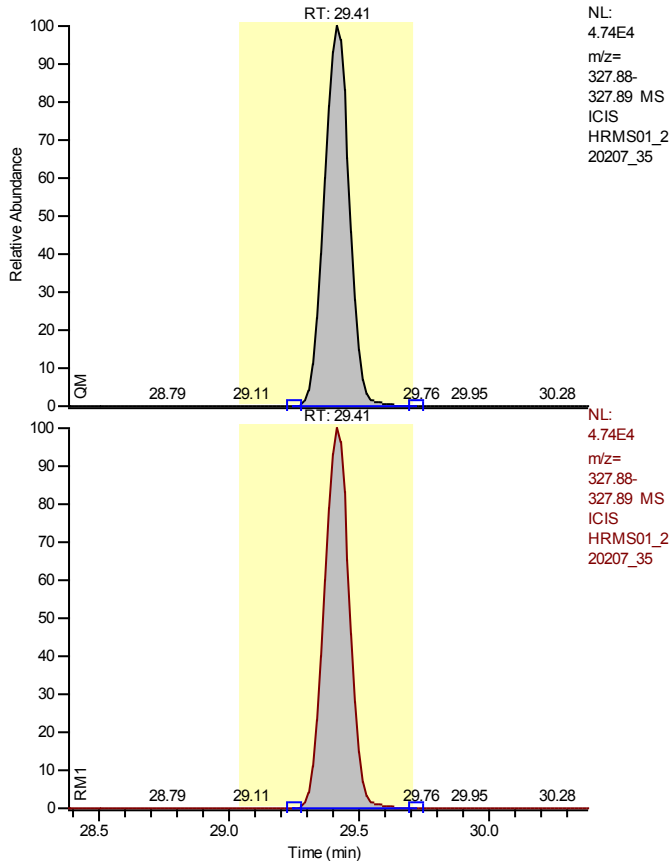 RT: 29.41
NL:
4.74E4
m/z=
327.88-
327.89 MS
ICIS
HRMS01_2
20207_35
100
90
80
70
60
50
40
30
20
10
0
Relative Abundance
QM
28.79 29.11 29.76 29.95 30.28
RT: 29.41
NL:
4.74E4
m/z=
327.88-
327.89 MS
ICIS
HRMS01_2
20207_35
100
90
80
70
60
50
40
30
20
10
0
RM1
28.79 29.11 29.76 29.95 30.28
28.5 29.0 29.5 30.0
Time (min)